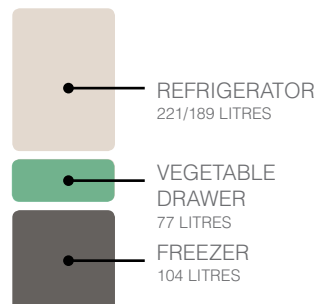 REFRIGERATOR
221/189 LITRES
VEGETABLE
DRAWER
77 LITRES
FREEZER
104 LITRES